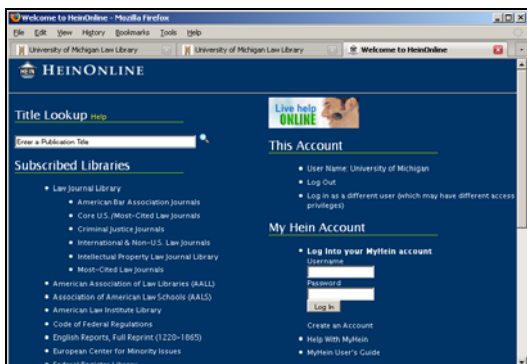 Welcome to HeinOnline - Mozilla Firefox
File Edit View History Bookmarks Tools Help
University of Michigan Law Library
University of Michigan Law Library
Welcome to HeinOnline
HEIN
HEINONLINE
Title Lookup Help
Enter a Publication Title
Subscribed Libraries
Law Journal Library
American Bar Association Journals
Core U.S./Most-Cited Law Journals
Criminal Justice Journals
International & Non-U.S. Law Journals
Intellectual Property Law Journal Library
Most-Cited Law Journals
American Association of Law Libraries (AALL)
Association of American Law Schools (AALS)
American Law Institute Library
Code of Federal Regulations
English Reports, Full Reprint (1220-1865)
European Center for Minority Issues
Federal Register Library
Live help
ONLINE
This Account
User Name: University of Michigan
Log Out
Log in as a different user (which may have different access
privileges)
My Hein Account
Log Into your MyHein account
Username
Password
Log In
Create an Account
Help With MyHein
MyHein User's Guide